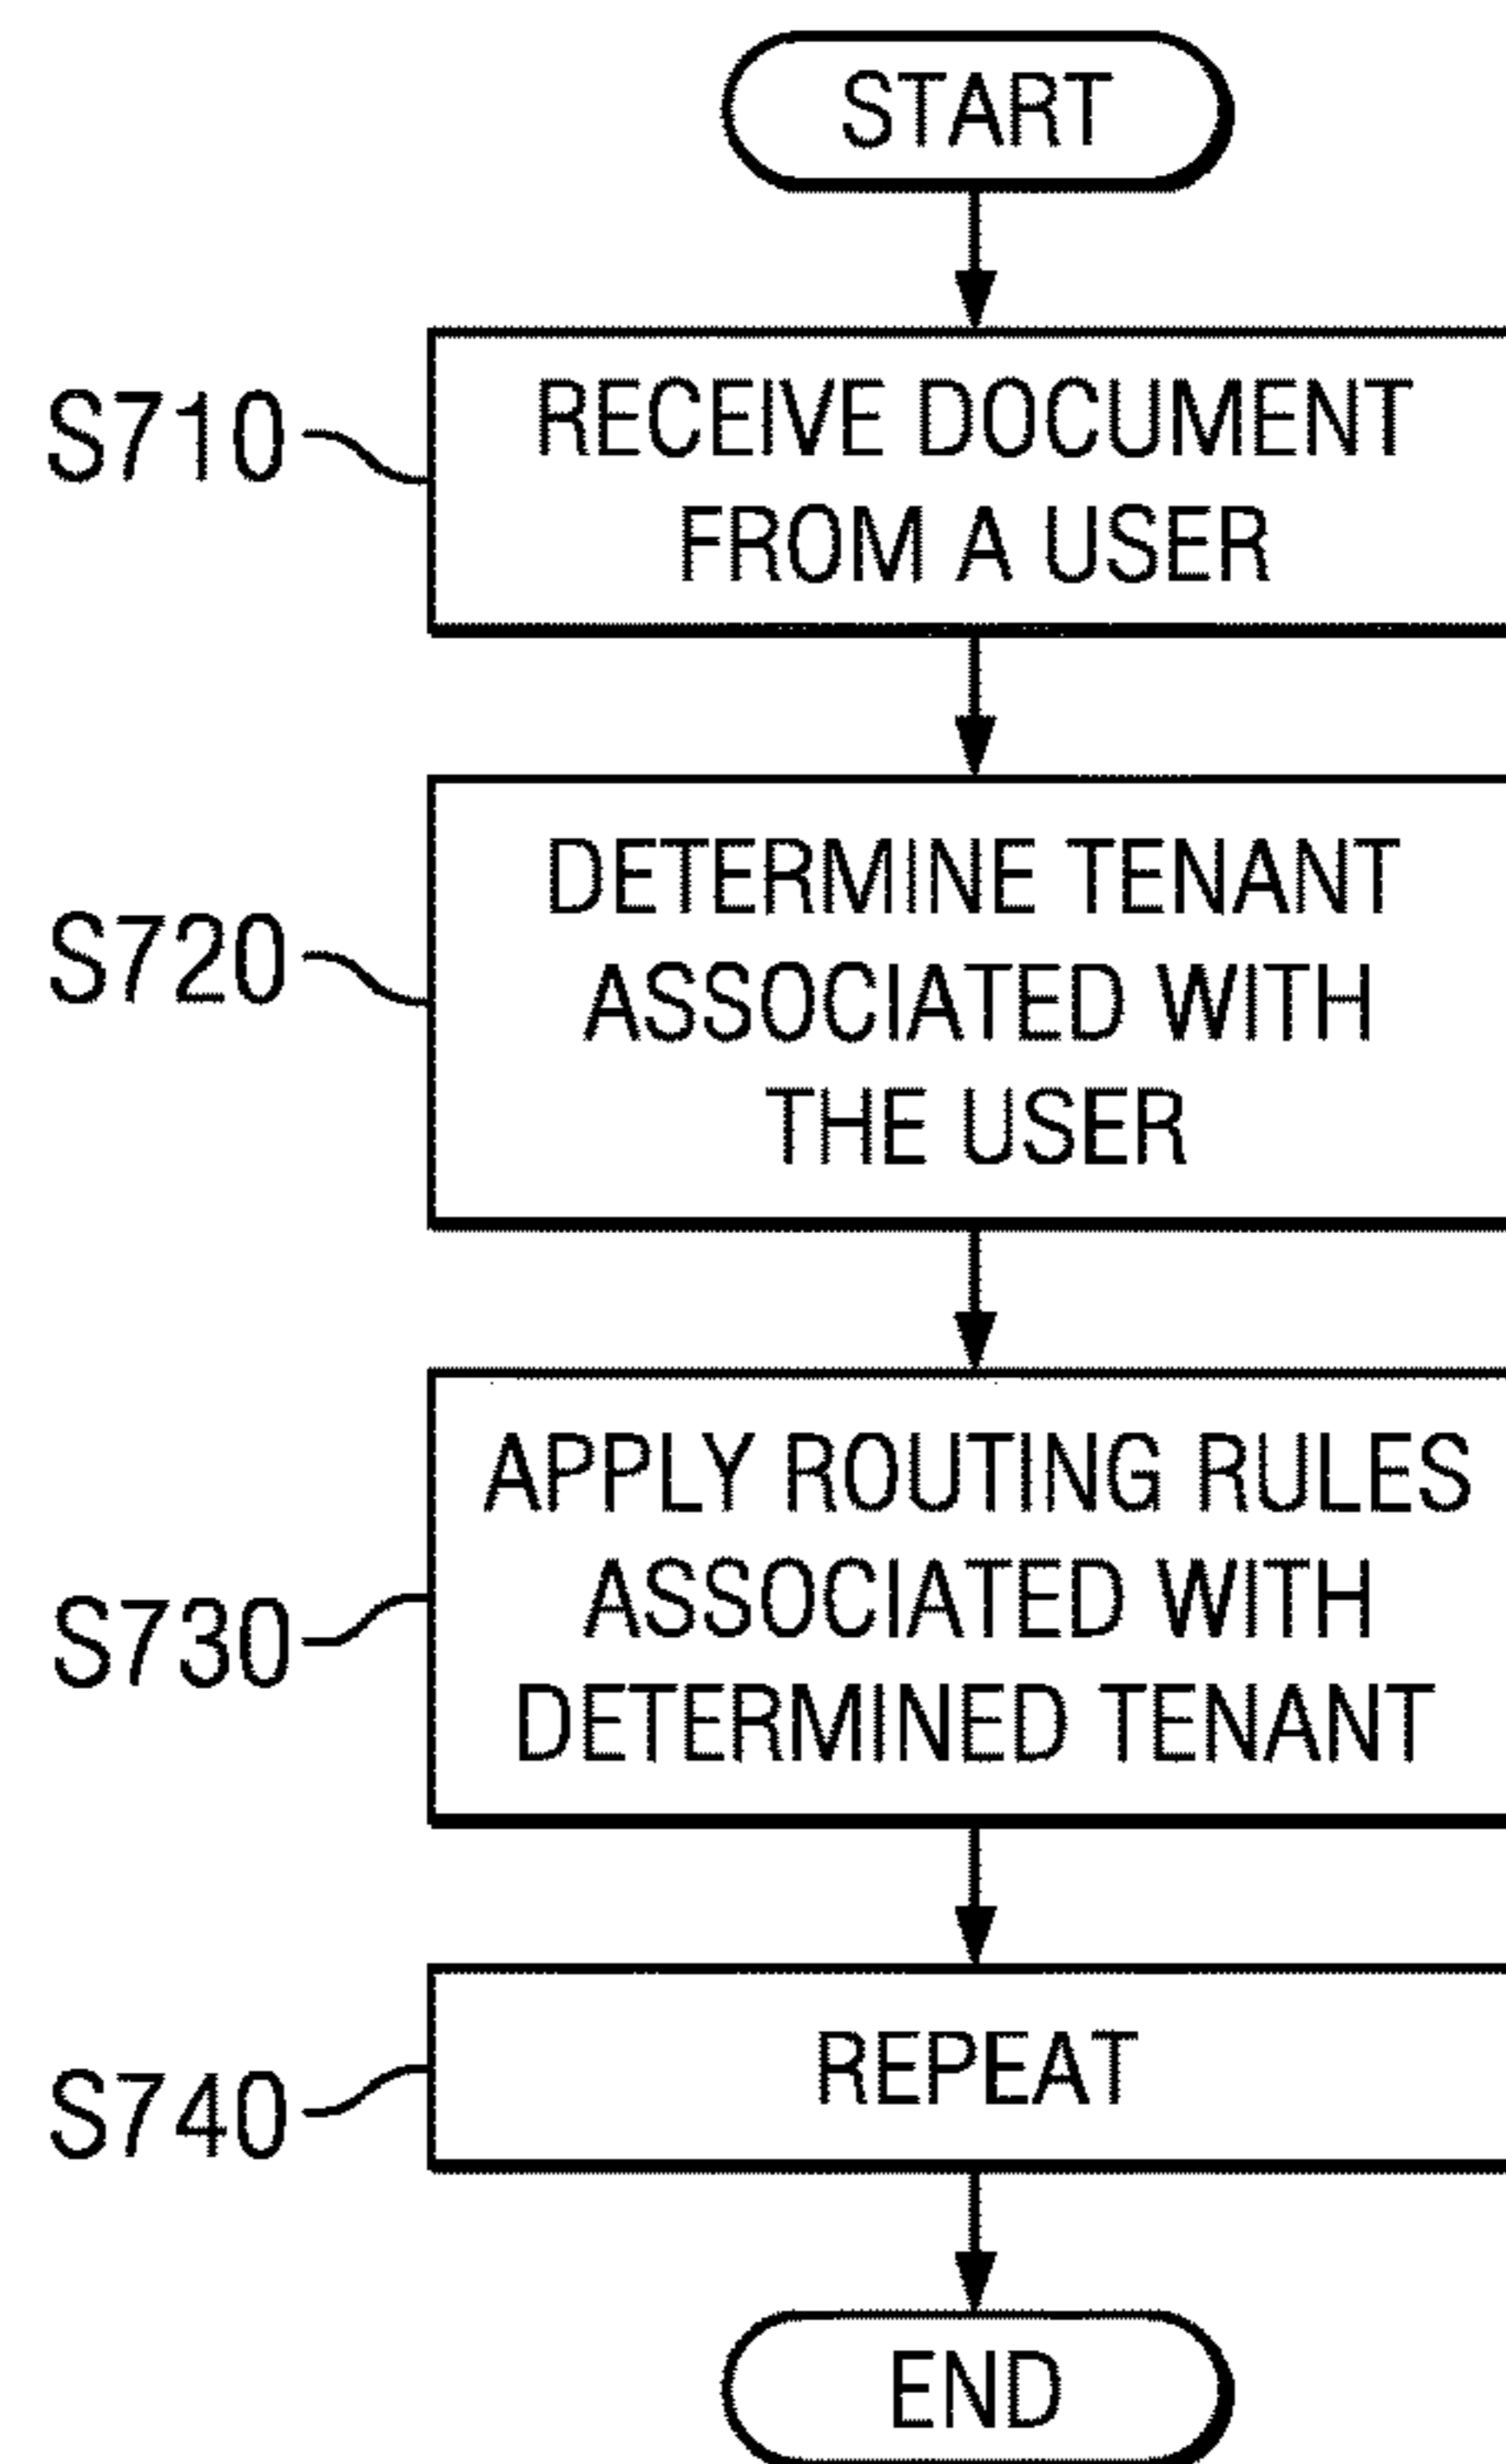 START
S710
RECEIVE DOCUMENT
FROM A USER
S720
DETERMINE TENANT
ASSOCIATED WITH
THE USER
S730
APPLY ROUTING RULES
ASSOCIATED WITH
DETERMINED TENANT
S740
REPEAT
END